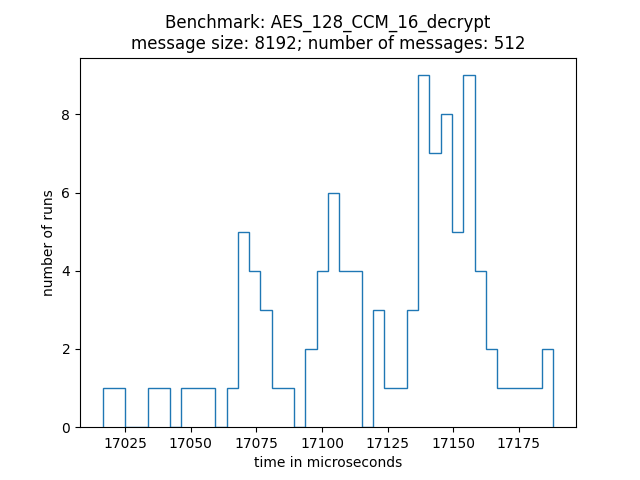 Benchmark: AES_128_CCM_16_decrypt
message size: 8192; number of messages: 512
number of runs
8
6
4
2
0
17025 17050 17075 17100 17125 17150 17175
time in microseconds